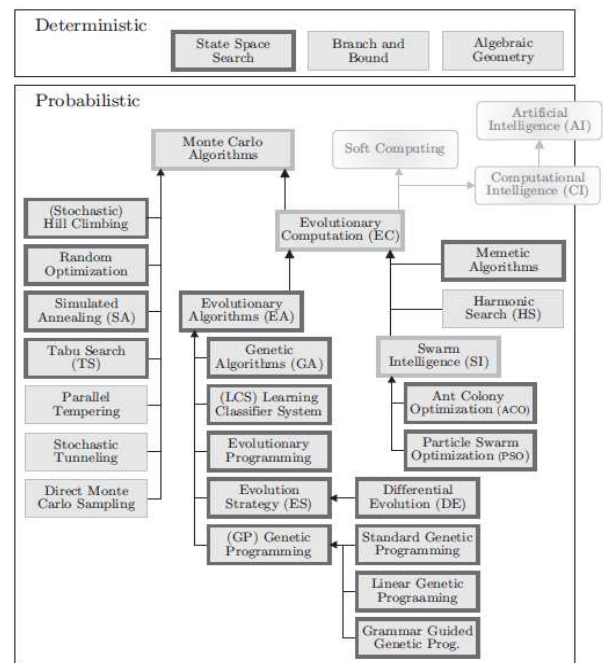 Deterministic
State Space
Search
Branch and
Bound
Algebraic
Geometry
Probabilistic
Artificial
Intelligence (AI)
Monte Carlo
Algorithms
Soft Computing
Computational
Intelligence (CI)
(Stochastic)
Hill Climbing
Evolutionary
Computation (EC)
Random
Optimization
Memetic
Algorithms
Simulated
Annealing (SA)
Evolutionary
Algorithms (EA)
Harmonic
Search (HS)
Tabu Search
(TS)
Genetic
Algorithms (GA)
Swarm
Intelligence (SI)
Parallel
Tempering
(LCS) Learning
Classifier System
Ant Colony
Optimization (ACO)
Stochastic
Tunneling
Evolutionary
Programming
Particle Swarm
Optimization (PSO)
Direct Monte
Carlo Sampling
Evolution
Strategy (ES)
Differential
Evolution (DE)
(GP) Genetic
Programming
Standard Genetic
Programming
Linear Genetic
Prograaming
Grammar Guided
Genetic Prog.